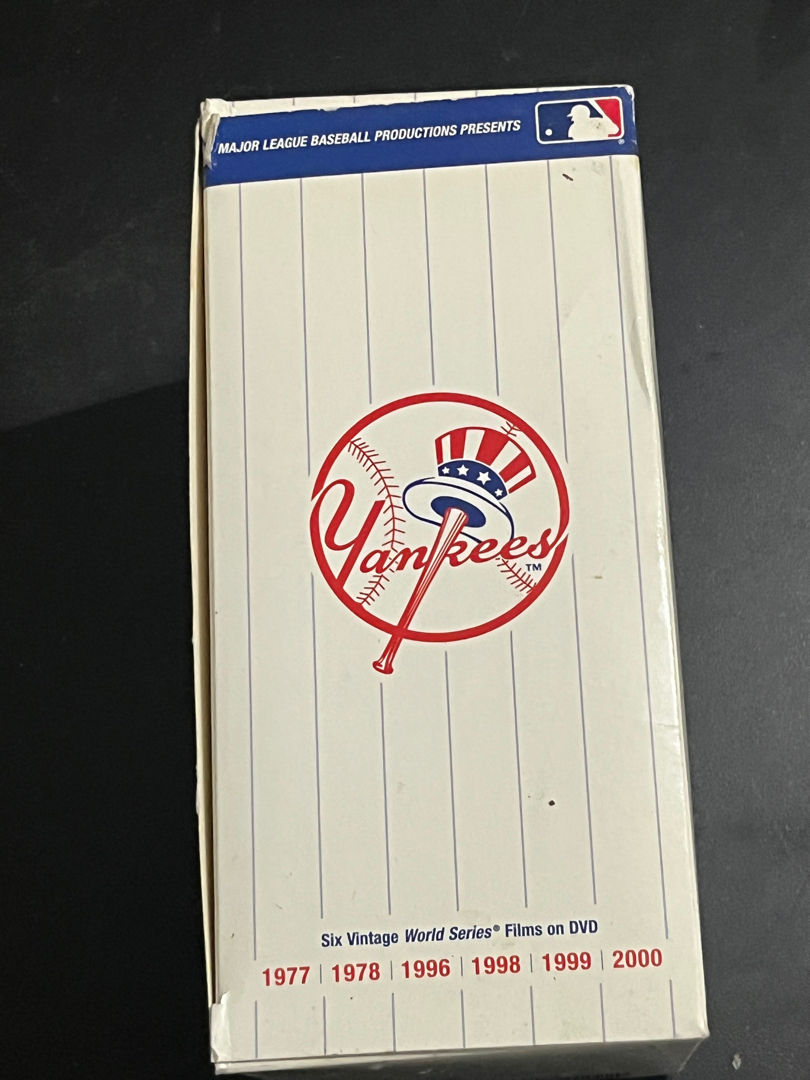 MAJOR LEAGUE BASEBALL PRODUCTIONS PRESENTS
®
Yankees
TM
Six Vintage World Series® Films on DVD
1977 | 1978 | 1996 | 1998 | 1999 | 2000